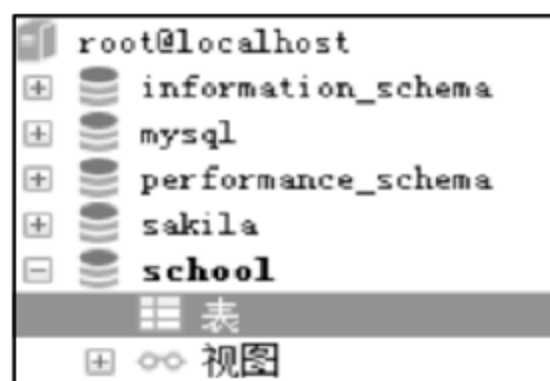 root@localhost
information_schema
mysql
performance_schema
sakila
school
表
视图